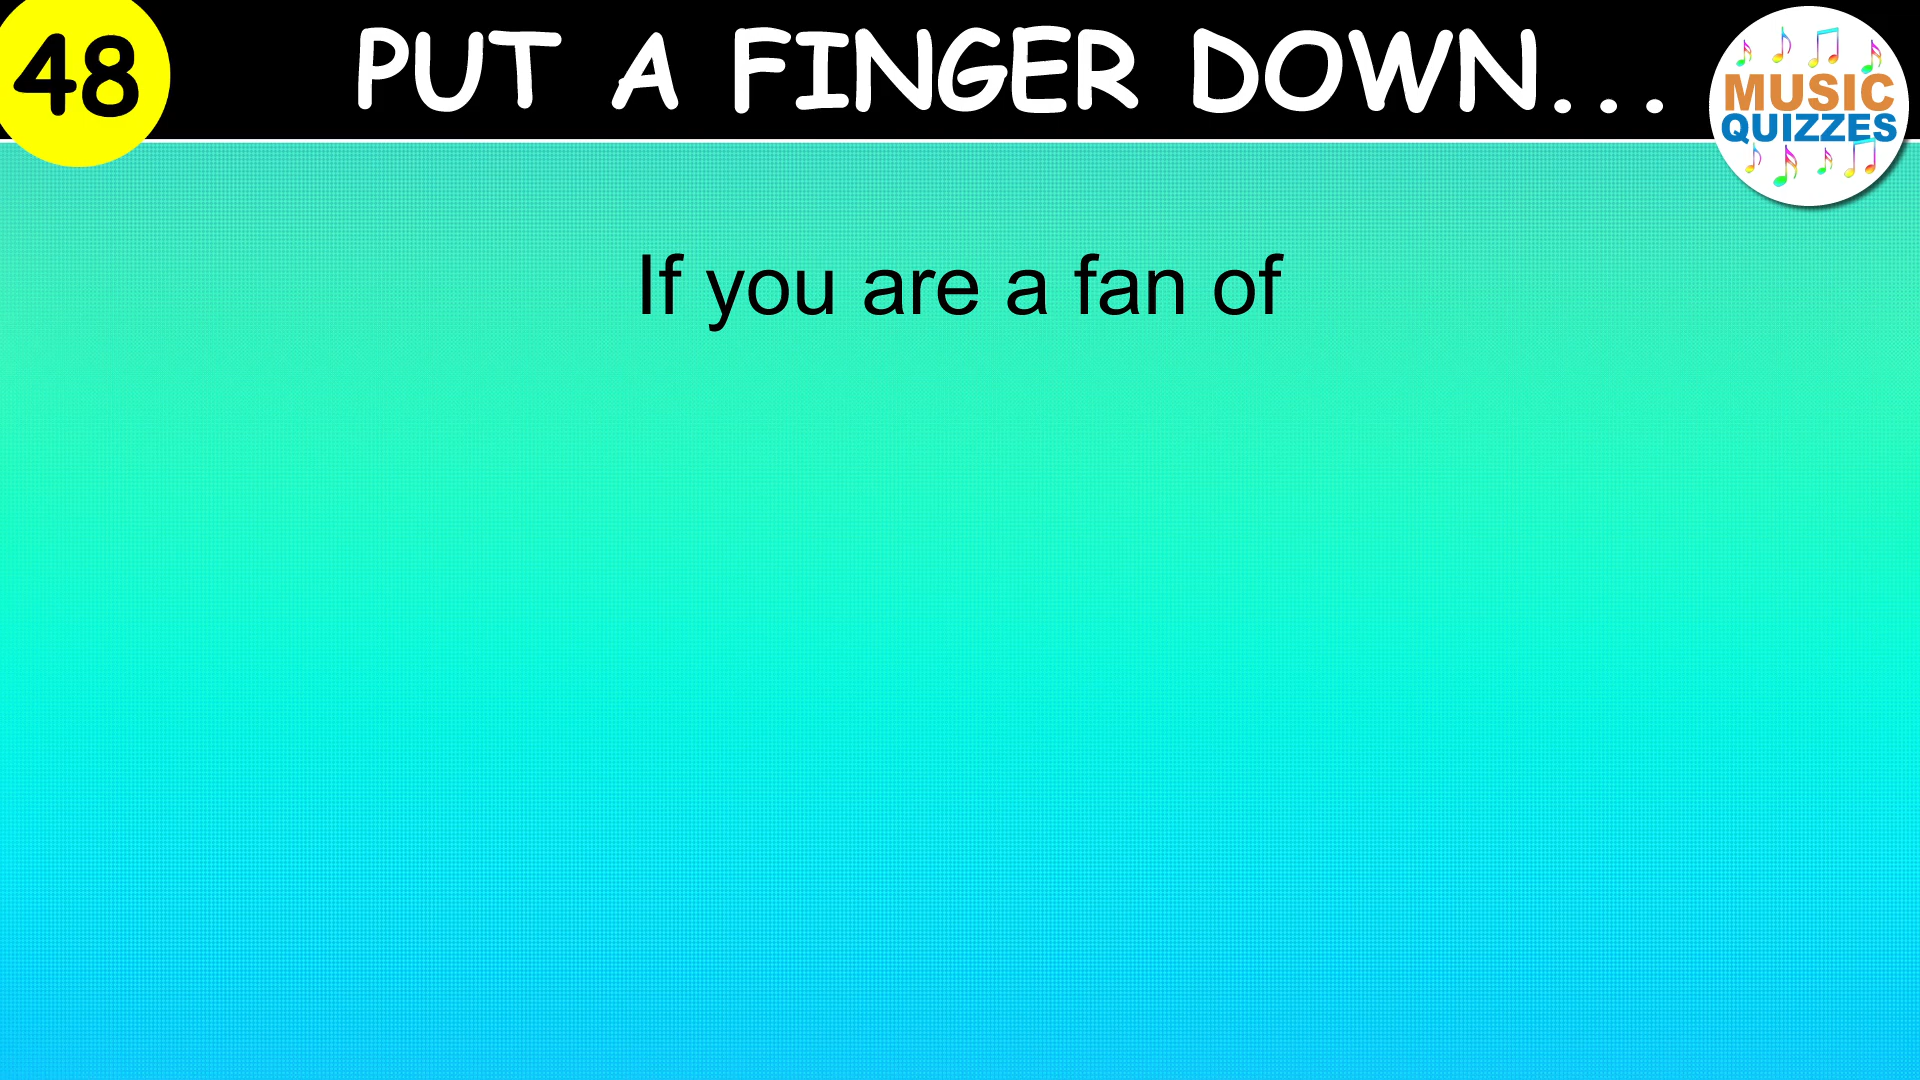 48
PUT A FINGER DOWN...
MUSIC
QUIZZES
If you are a fan of